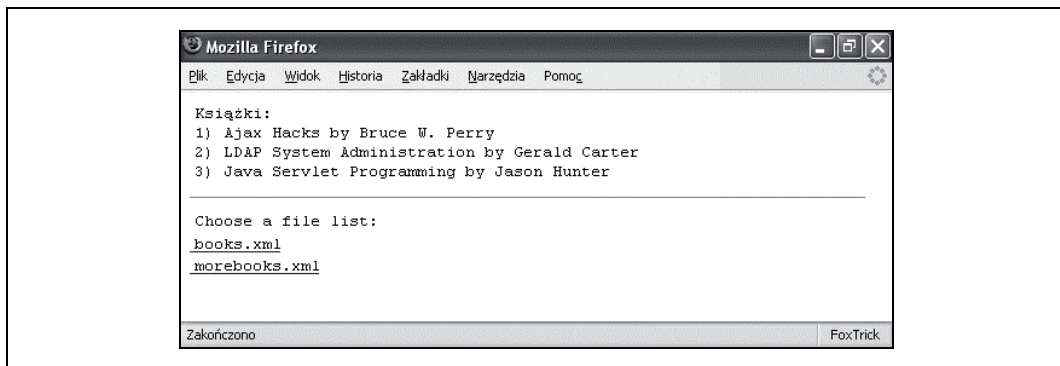 Mozilla Firefox
Plik Edycja Widok Historia Zakładki Narzędzia Pomoc
Książki:
1) Ajax Hacks by Bruce W. Perry
2) LDAP System Administration by Gerald Carter
3) Java Servlet Programming by Jason Hunter
Choose a file list:
books.xml
morebooks.xml
Zakończono FoxTrick